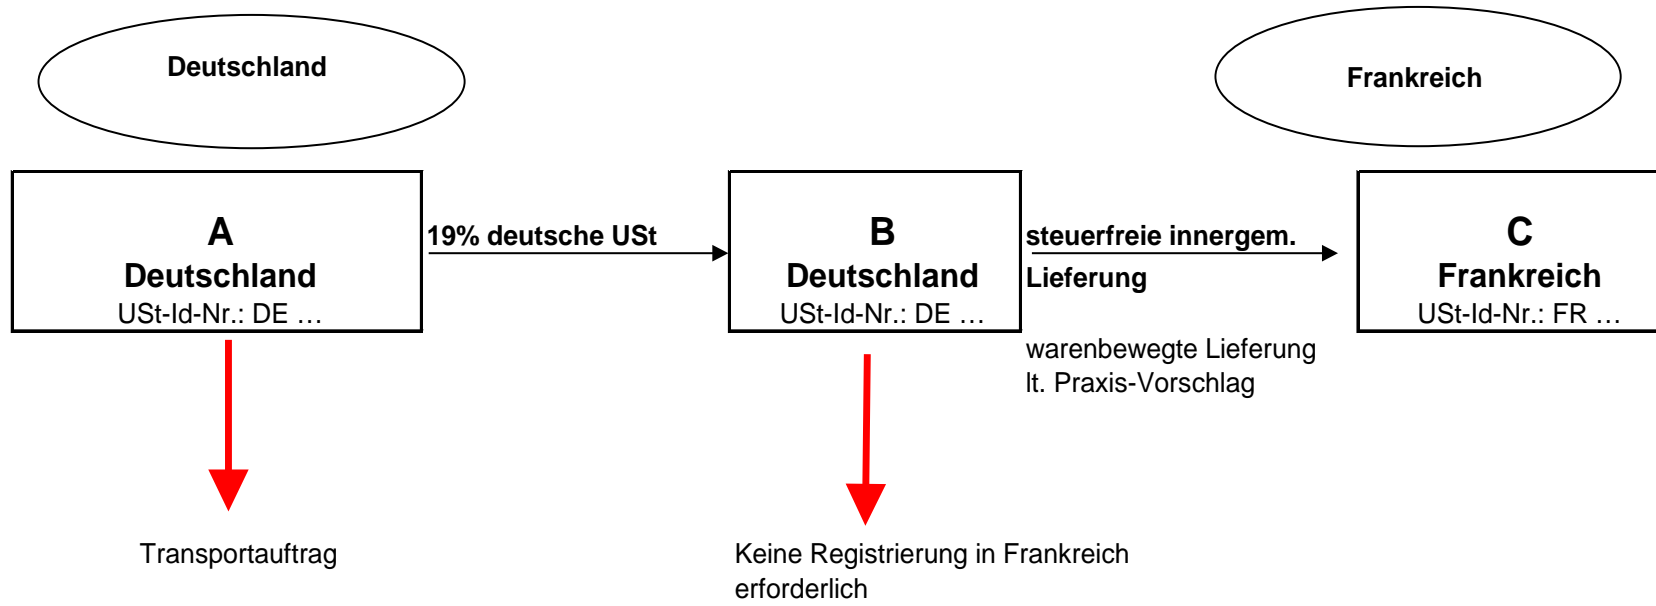 Deutschland
Frankreich
A
Deutschland
USt-Id-Nr.: DE …
19% deutsche USt
B
Deutschland
USt-Id-Nr.: DE …
steuerfreie innergem.
Lieferung
warenbewegte Lieferung
lt. Praxis-Vorschlag
C
Frankreich
USt-Id-Nr.: FR …
Transportauftrag
Keine Registrierung in Frankreich
erforderlich